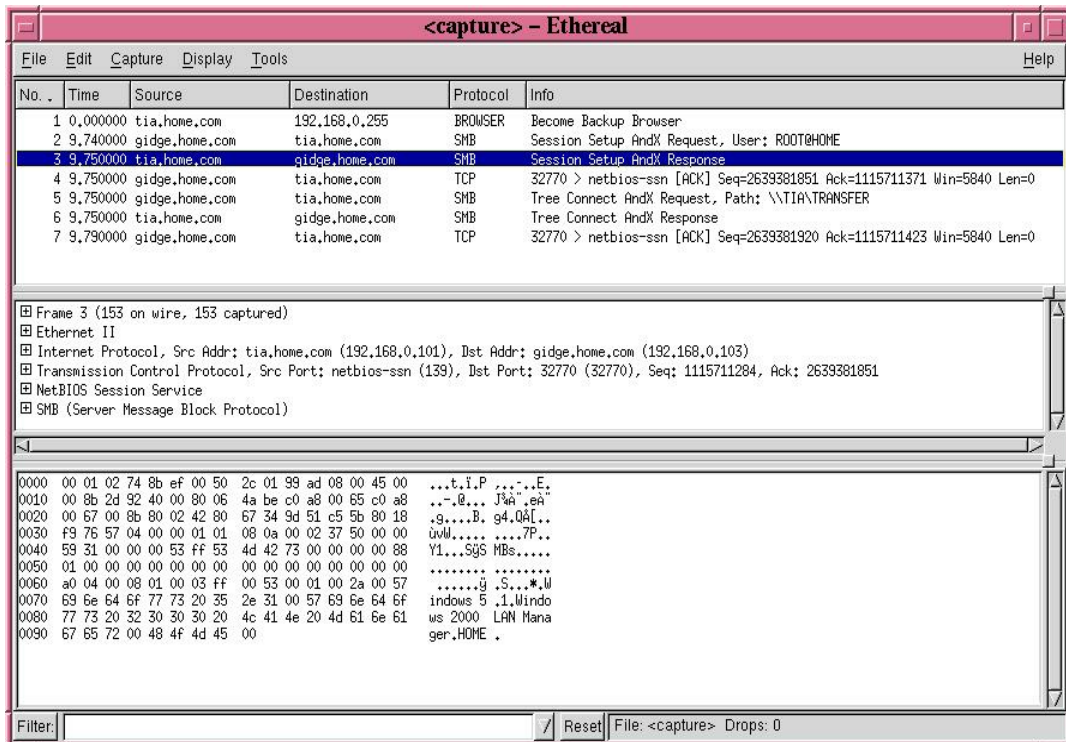 <capture> – Ethereal
File Edit Capture Display Tools Help
No. . Time Source Destination Protocol Info
1 0.000000 tia.home.com 192.168.0.255 BROWSER Become Backup Browser
2 9.740000 gidge.home.com tia.home.com SMB Session Setup AndX Request, User: ROOT@HOME
3 9.750000 tia.home.com gidge.home.com SMB Session Setup AndX Response
4 9.750000 gidge.home.com tia.home.com TCP 32770 > netbios-ssn [ACK] Seq=2639381851 Ack=1115711371 Win=5840 Len=0
5 9.750000 gidge.home.com tia.home.com SMB Tree Connect AndX Request, Path: \\TIA\TRANSFER
6 9.750000 tia.home.com gidge.home.com SMB Tree Connect AndX Response
7 9.790000 gidge.home.com tia.home.com TCP 32770 > netbios-ssn [ACK] Seq=2639381920 Ack=1115711423 Win=5840 Len=0
Frame 3 (153 on wire, 153 captured)
Ethernet II
Internet Protocol, Src Addr: tia.home.com (192.168.0.101), Dst Addr: gidge.home.com (192.168.0.103)
Transmission Control Protocol, Src Port: netbios-ssn (139), Dst Port: 32770 (32770), Seq: 1115711284, Ack: 2639381851
NetBIOS Session Service
SMB (Server Message Block Protocol)
0000 00 01 02 74 8b ef 00 50 2c 01 99 ad 08 00 45 00 ...t.ï.P ,..-..E.
0010 00 8b 2d 92 40 00 80 06 4a be c0 a8 00 65 c0 a8 ..-.@... J¾À¨.eÀ¨
0020 00 67 00 8b 80 02 42 80 67 34 9d 51 c5 5b 80 18 .g....B. g4.QÅ[..
0030 f9 76 57 04 00 00 01 01 08 0a 00 02 37 50 00 00 ùvW..... ....7P..
0040 59 31 00 00 00 53 ff 53 4d 42 73 00 00 00 00 88 Y1...SÿS MBs.....
0050 01 00 00 00 00 00 00 00 00 00 00 00 00 00 00 00 ........ ........
0060 a0 04 00 08 01 00 03 ff 00 53 00 01 00 2a 00 57 ......ÿ .S...*.W
0070 69 6e 64 6f 77 73 20 35 2e 31 00 57 69 6e 64 6f indows 5 .1.Windo
0080 77 73 20 32 30 30 30 20 4c 41 4e 20 4d 61 6e 61 ws 2000 LAN Mana
0090 67 65 72 00 48 4f 4d 45 00 ger.HOME .
Filter: Reset File: <capture> Drops: 0